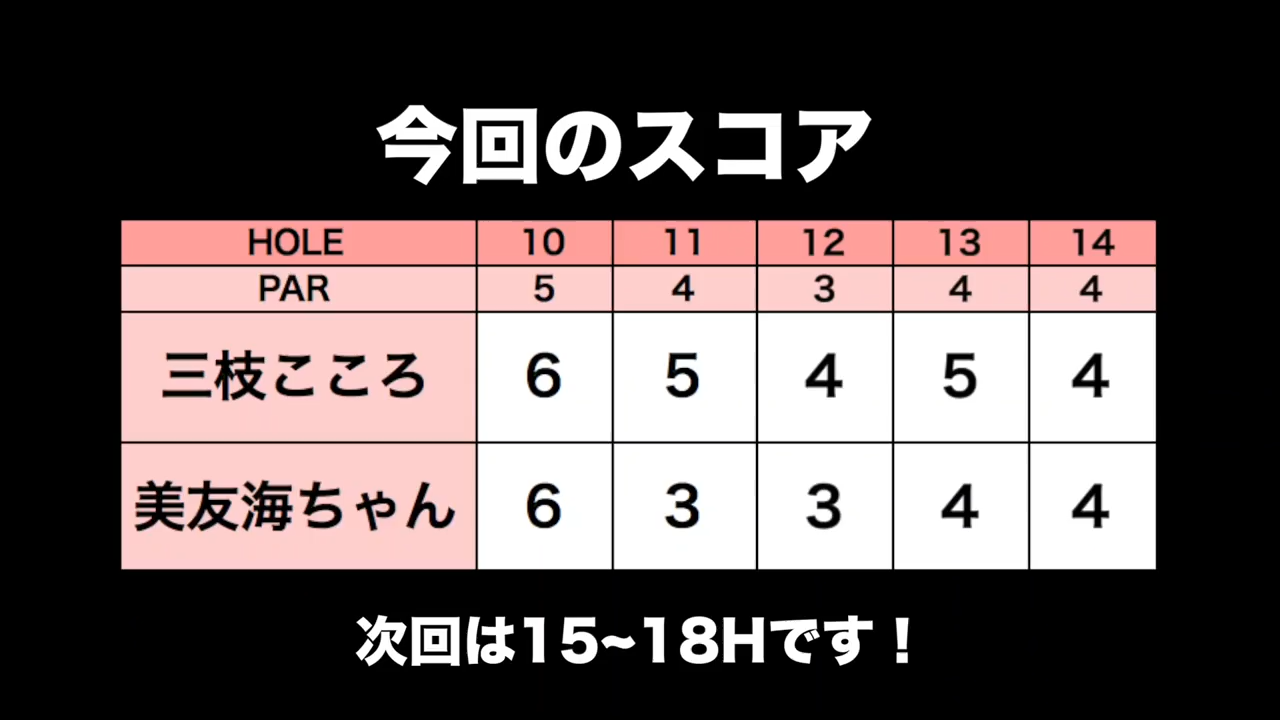 今回のスコア
HOLE 10 11 12 13 14
PAR 5 4 3 4 4
三枝こころ 6 5 4 5 4
美友海ちゃん 6 3 3 4 4
次回は15~18Hです！